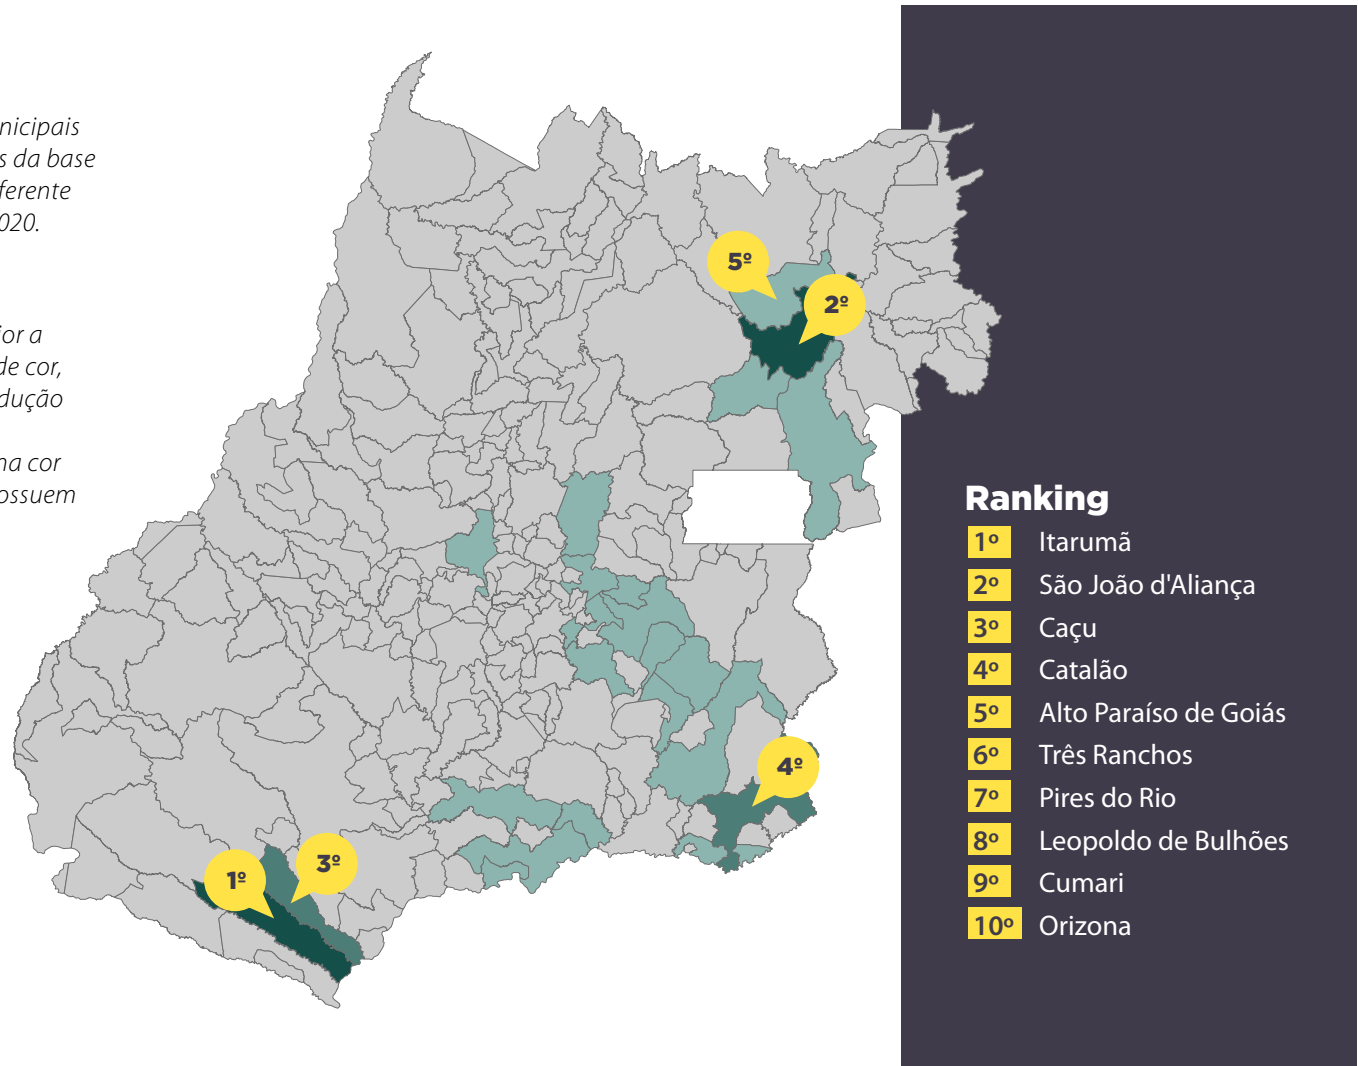 nicipais
s da base
ferente
020.
ior a
de cor,
dução
na cor
ossuem
5º
2º
4º
3º
1º
Ranking
1º Itarumã
2º São João d'Aliança
3º Caçu
4º Catalão
5º Alto Paraíso de Goiás
6º Três Ranchos
7º Pires do Rio
8º Leopoldo de Bulhões
9º Cumari
10º Orizona